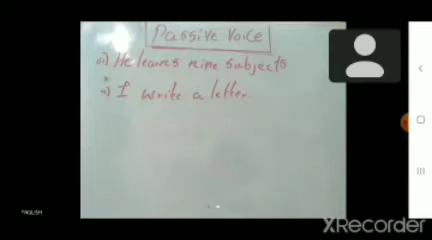 Passive Voice
a) He learns nine subjects
I write a letter.
XRecorder